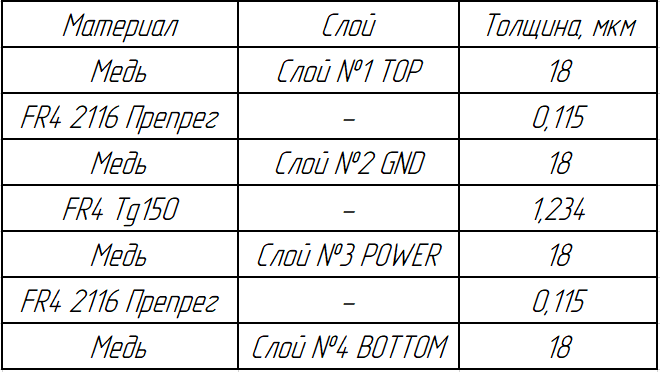 Материал Слой Толщина, мкм
Медь Слой №1 TOP 18
FR4 2116 Препрег – 0,115
Медь Слой №2 GND 18
FR4 Tg150 – 1,234
Медь Слой №3 POWER 18
FR4 2116 Препрег – 0,115
Медь Слой №4 BOTTOM 18